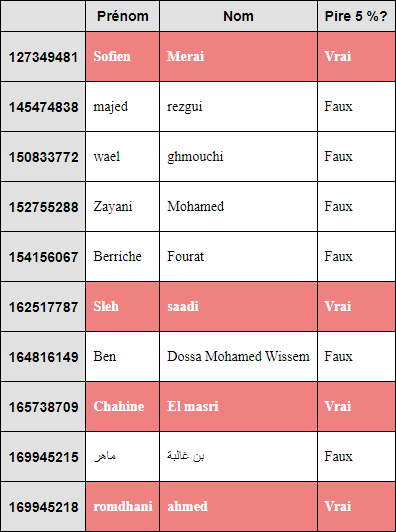 Prénom Nom Pire 5 %?
127349481 Sofien Merai Vrai
145474838 majed rezgui Faux
150833772 wael ghmouchi Faux
152755288 Zayani Mohamed Faux
154156067 Berriche Fourat Faux
162517787 Sleh saadi Vrai
164816149 Ben Dossa Mohamed Wissem Faux
165738709 Chahine El masri Vrai
169945215 ماهر بن غالية Faux
169945218 romdhani ahmed Vrai